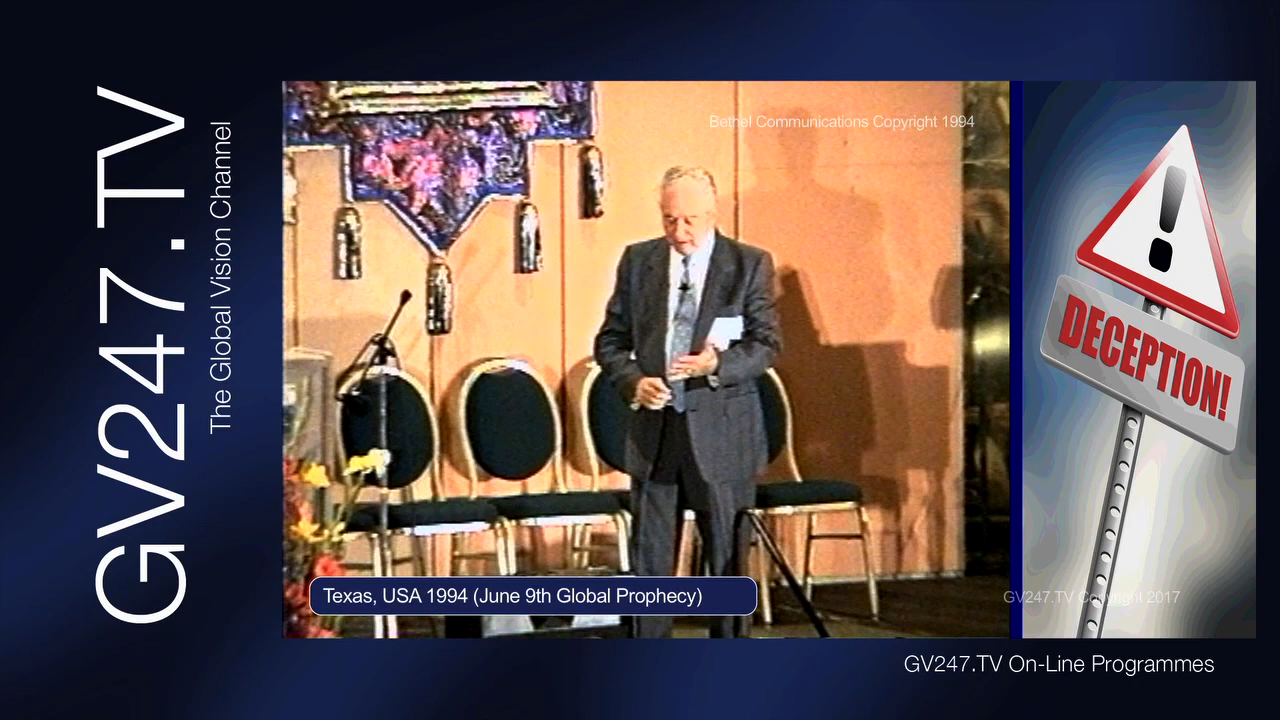 GV247.TV
The Global Vision Channel
Bethel Communications Copyright 1994
DECEPTION!
Texas, USA 1994 (June 9th Global Prophecy)
GV247.TV Copyright 2017
GV247.TV On-Line Programmes